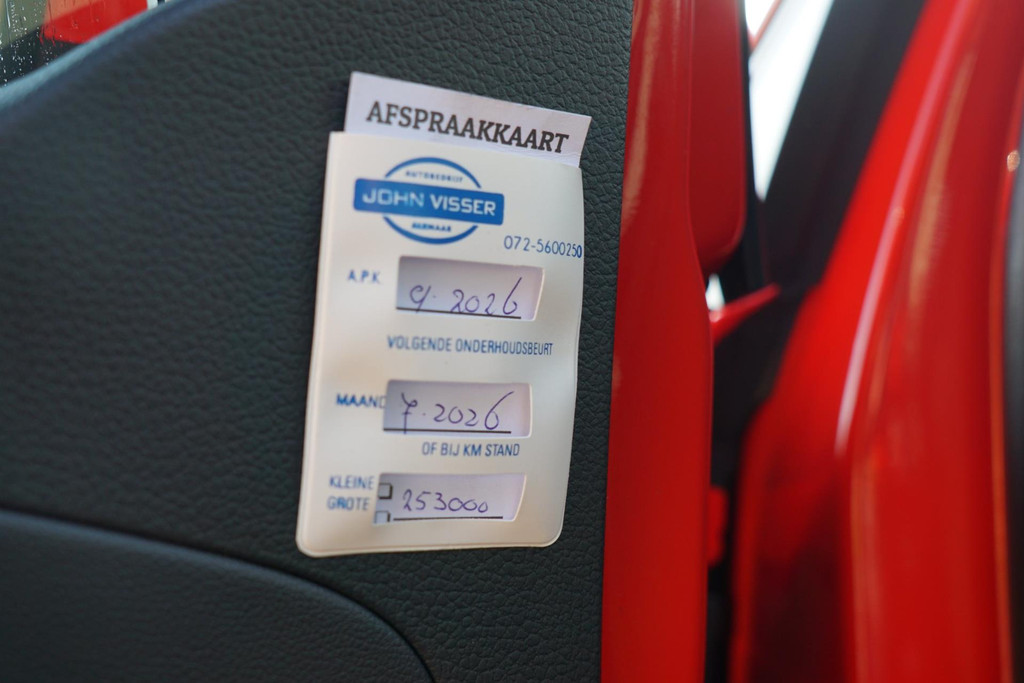 AFSPRAAKKAART
AUTOBEDRIJF
JOHN VISSER
ALKMAAR
072-5600250
A.P.K
9-2026
VOLGENDE ONDERHOUDSBEURT
MAAND
7-2026
OF BIJ KM STAND
KLEINE
GROTE
253000